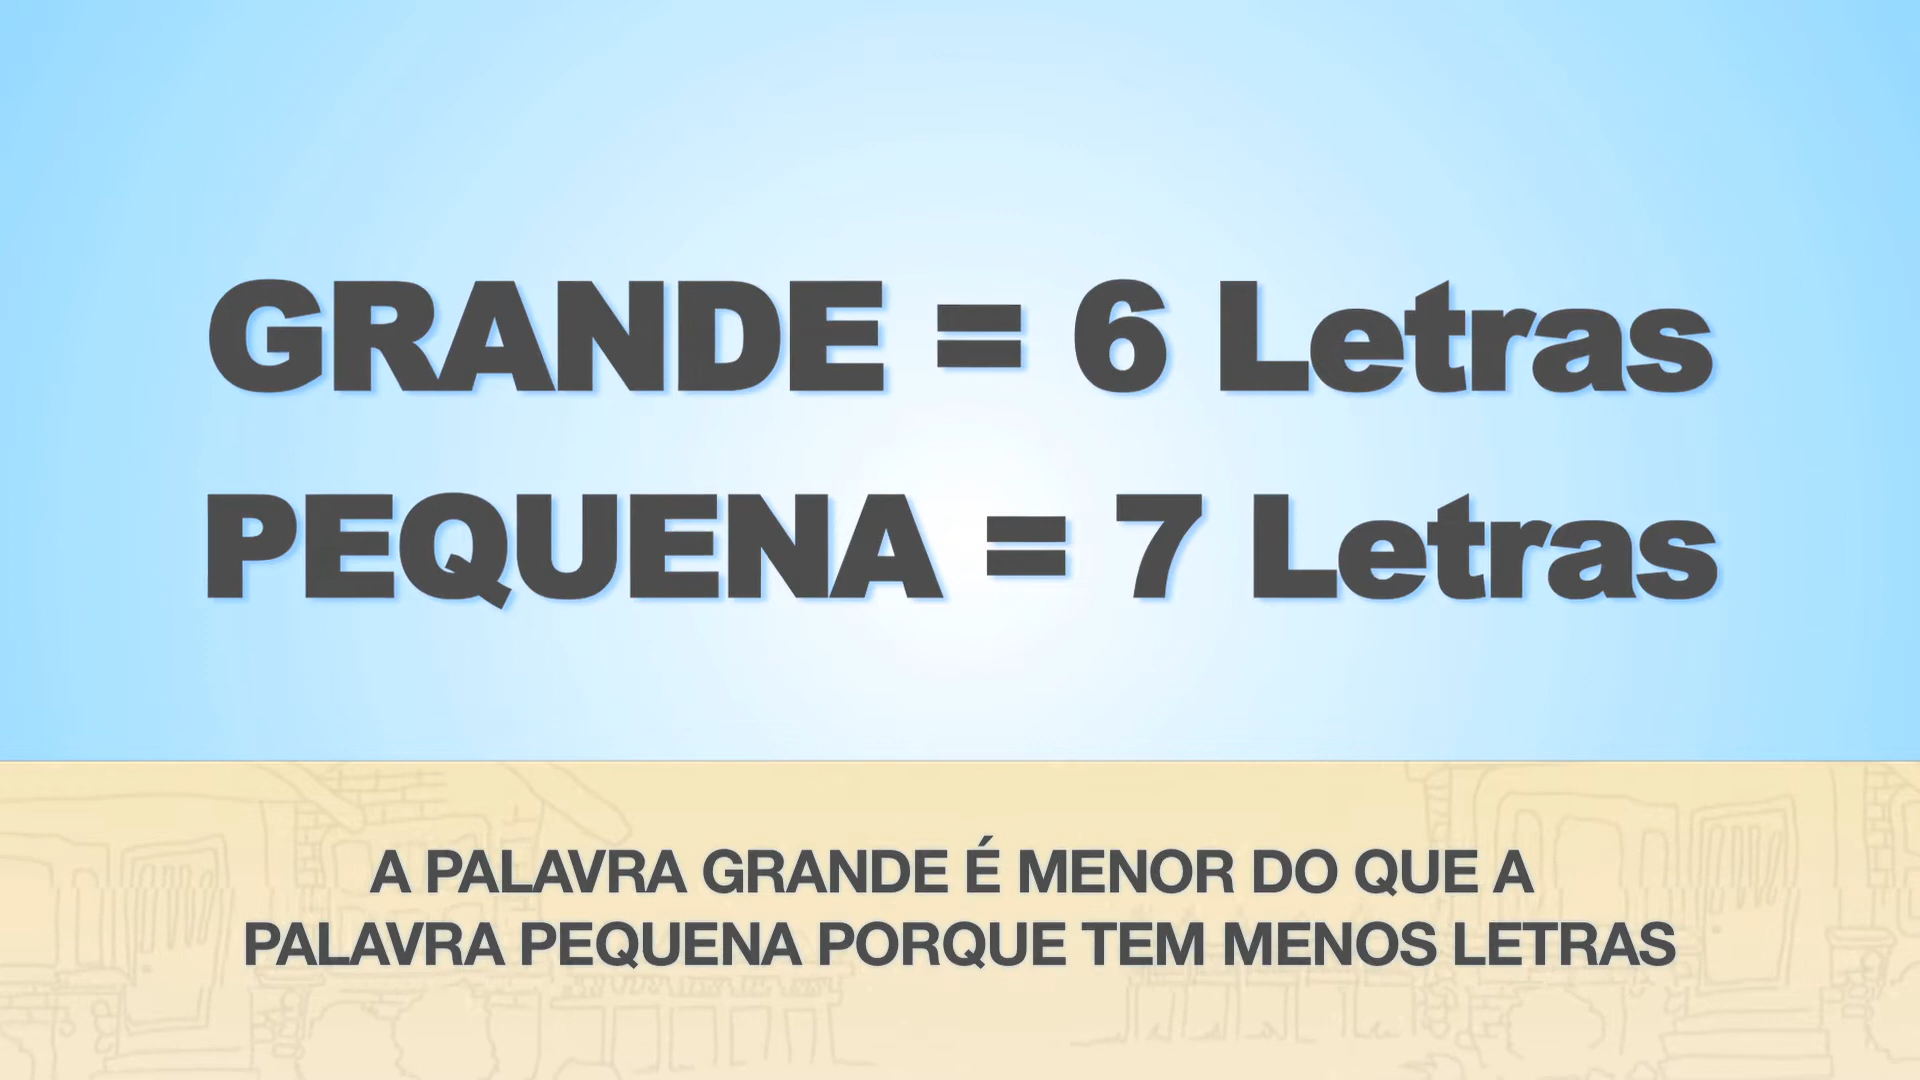 GRANDE = 6 Letras
PEQUENA = 7 Letras
A PALAVRA GRANDE É MENOR DO QUE A
PALAVRA PEQUENA PORQUE TEM MENOS LETRAS